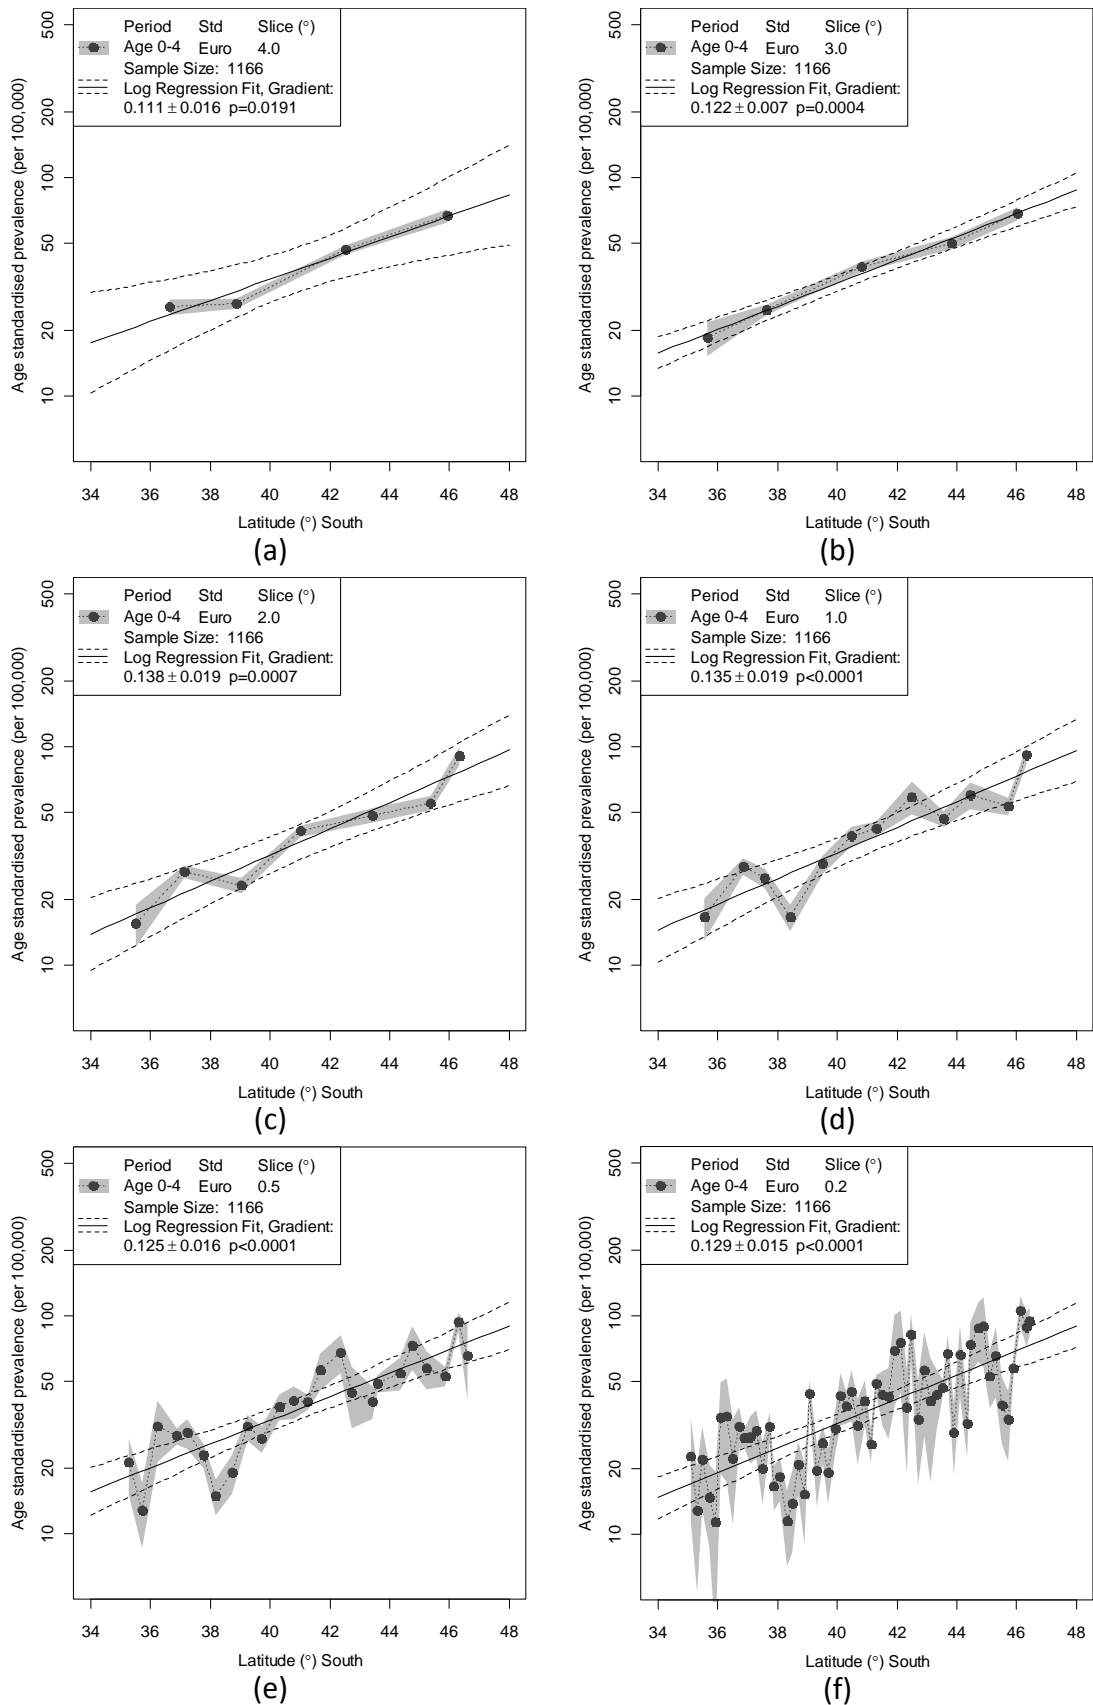 Period Std Slice (°)
Age 0-4 Euro 4.0
Sample Size: 1166
Log Regression Fit, Gradient:
0.111 ± 0.016 p=0.0191
Age standardised prevalence (per 100,000)
500
200
100
50
20
10
34 36 38 40 42 44 46 48
Latitude (°) South
(a)
Period Std Slice (°)
Age 0-4 Euro 3.0
Sample Size: 1166
Log Regression Fit, Gradient:
0.122 ± 0.007 p=0.0004
Age standardised prevalence (per 100,000)
500
200
100
50
20
10
34 36 38 40 42 44 46 48
Latitude (°) South
(b)
Period Std Slice (°)
Age 0-4 Euro 2.0
Sample Size: 1166
Log Regression Fit, Gradient:
0.138 ± 0.019 p=0.0007
Age standardised prevalence (per 100,000)
500
200
100
50
20
10
34 36 38 40 42 44 46 48
Latitude (°) South
(c)
Period Std Slice (°)
Age 0-4 Euro 1.0
Sample Size: 1166
Log Regression Fit, Gradient:
0.135 ± 0.019 p<0.0001
Age standardised prevalence (per 100,000)
500
200
100
50
20
10
34 36 38 40 42 44 46 48
Latitude (°) South
(d)
Period Std Slice (°)
Age 0-4 Euro 0.5
Sample Size: 1166
Log Regression Fit, Gradient:
0.125 ± 0.016 p<0.0001
Age standardised prevalence (per 100,000)
500
200
100
50
20
10
34 36 38 40 42 44 46 48
Latitude (°) South
(e)
Period Std Slice (°)
Age 0-4 Euro 0.2
Sample Size: 1166
Log Regression Fit, Gradient:
0.129 ± 0.015 p<0.0001
Age standardised prevalence (per 100,000)
500
200
100
50
20
10
34 36 38 40 42 44 46 48
Latitude (°) South
(f)